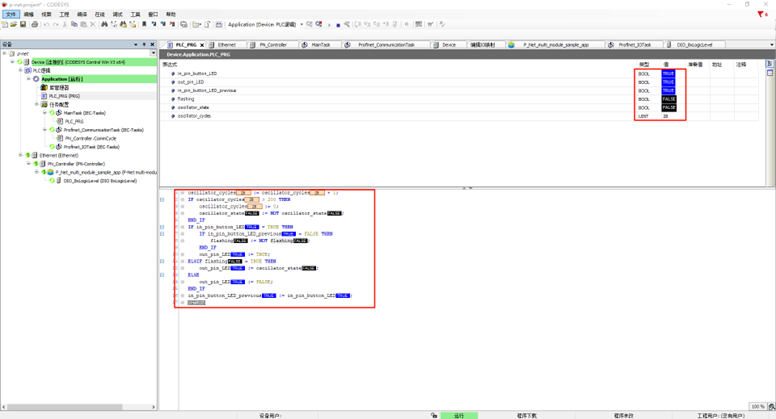 p-net.project* - CODESYS
文件 编辑 视图 工程 编译 在线 调试 工具 窗口 帮助
Application [Device: PLC逻辑]
设备
PLC_PRG Ethernet PN_Controller MainTask Profinet_CommunicationTask Device 编辑IO映射 P_Net_multi_module_sample_app Profinet_IOTask DIO_8xLogicLevel
p-net
Device [连接的] (CODESYS Control Win V3 x64)
PLC逻辑
Application [运行]
库管理器
PLC_PRG (PRG)
任务配置
MainTask (IEC-Tasks)
PLC_PRG
Profinet_CommunicationTask (IEC-Tasks)
PN_Controller.CommCycle
Profinet_IOTask (IEC-Tasks)
Ethernet (Ethernet)
PN_Controller (PN-Controller)
P_Net_multi_module_sample_app (P-Net multi-modu
DIO_8xLogicLevel (DIO 8xLogicLevel)
Device.Application.PLC_PRG
表达式 类型 值 准备值 地址 注释
in_pin_button_LED BOOL TRUE
out_pin_LED BOOL TRUE
in_pin_button_LED_previous BOOL TRUE
flashing BOOL FALSE
oscillator_state BOOL FALSE
oscillator_cycles UINT 28
oscillator_cycles 28 := oscillator_cycles 28 + 1;
IF oscillator_cycles 28 > 200 THEN
oscillator_cycles 28 := 0;
oscillator_state FALSE := NOT oscillator_state FALSE;
END_IF
IF in_pin_button_LED TRUE = TRUE THEN
IF in_pin_button_LED_previous TRUE = FALSE THEN
flashing FALSE := NOT flashing FALSE;
END_IF
out_pin_LED TRUE := TRUE;
ELSIF flashing FALSE = TRUE THEN
out_pin_LED TRUE := oscillator_state FALSE;
ELSE
out_pin_LED TRUE := FALSE;
END_IF
in_pin_button_LED_previous TRUE := in_pin_button_LED TRUE;
RETURN
100 %
设备用户: 运行 程序下载 程序未改 工程用户: (没有用户)